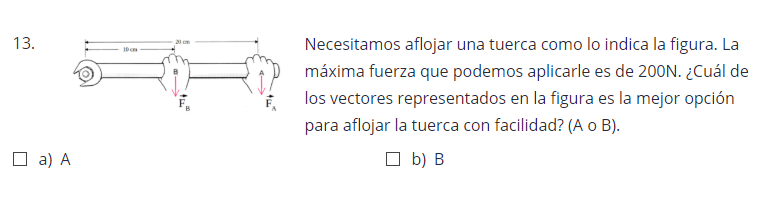 13.
20 cm
10 cm
B
A
F B
F A
Necesitamos aflojar una tuerca como lo indica la figura. La
máxima fuerza que podemos aplicarle es de 200N. ¿Cuál de
los vectores representados en la figura es la mejor opción
para aflojar la tuerca con facilidad? (A o B).
a) A
b) B